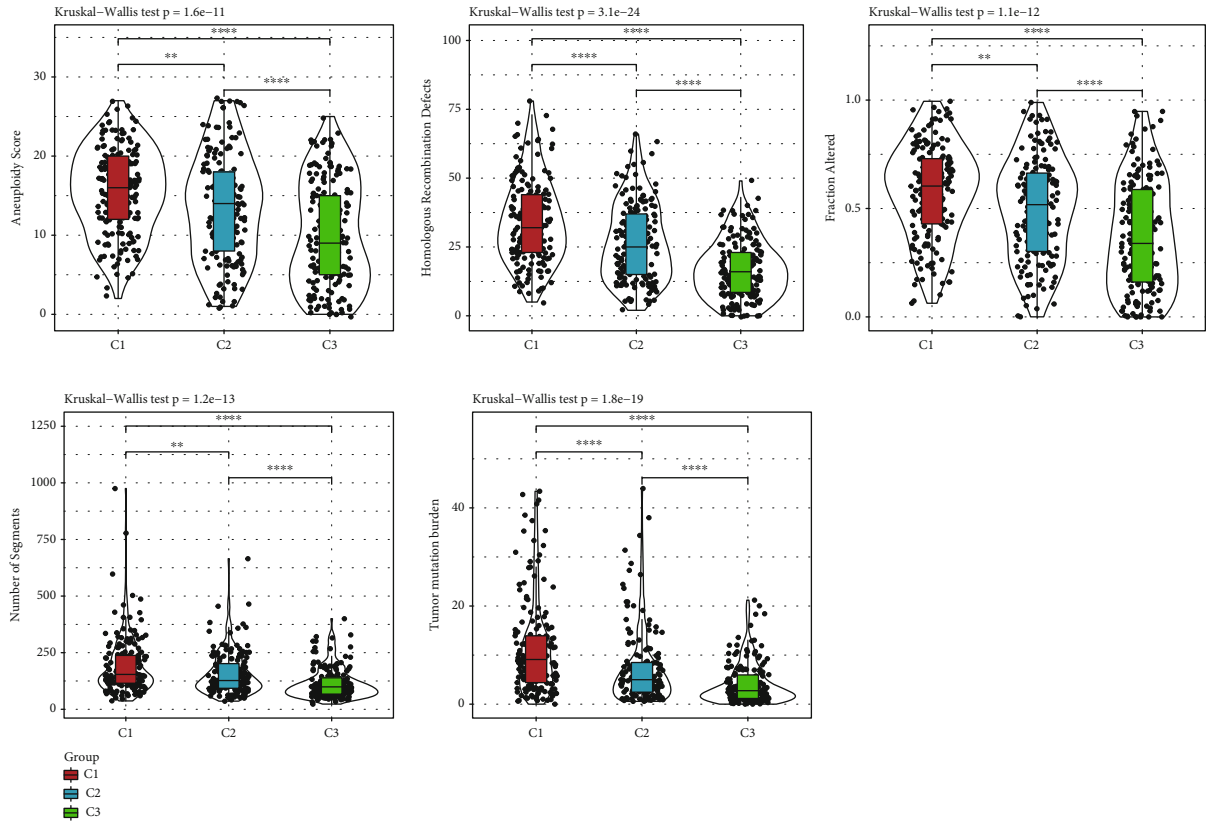 Kruskal−Wallis test p = 1.6e−11
****
**
****
Aneuploidy Score
30
20
10
0
C1 C2 C3
Kruskal−Wallis test p = 3.1e−24
****
****
****
Homologous Recombination Defects
100
75
50
25
0
C1 C2 C3
Kruskal−Wallis test p = 1.1e−12
****
**
****
Fraction Altered
1.0
0.5
0.0
C1 C2 C3
Kruskal−Wallis test p = 1.2e−13
****
**
****
Number of Segments
1250
1000
750
500
250
0
C1 C2 C3
Kruskal−Wallis test p = 1.8e−19
****
****
****
Tumor mutation burden
40
20
0
C1 C2 C3
Group
C1
C2
C3